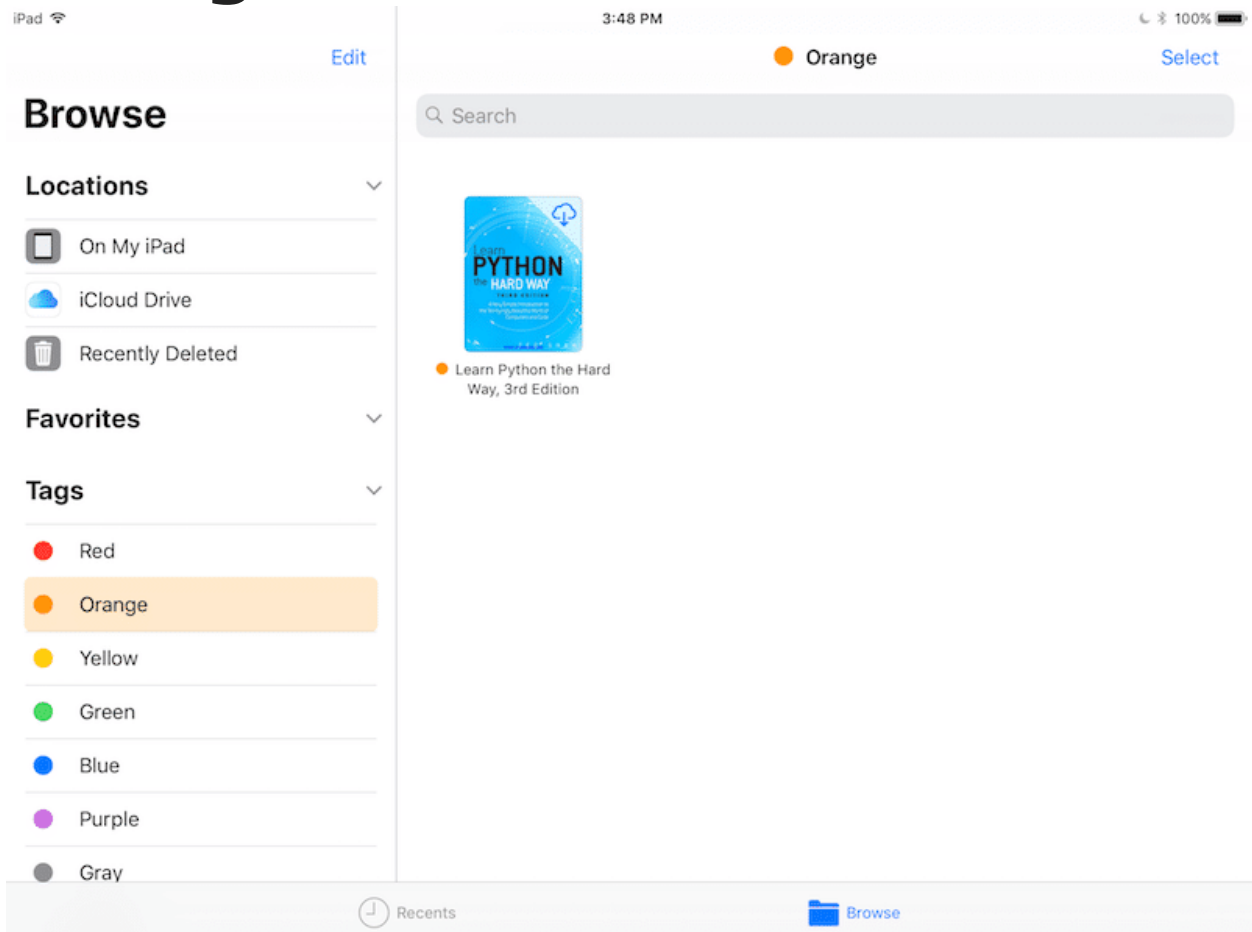 iPad
3:48 PM
100%
Edit
Orange
Select
Browse
Search
Locations
On My iPad
iCloud Drive
Recently Deleted
Favorites
Tags
Red
Orange
Yellow
Green
Blue
Purple
Gray
Learn
PYTHON
the HARD WAY
THIRD EDITION
Learn Python the Hard
Way, 3rd Edition
Recents
Browse